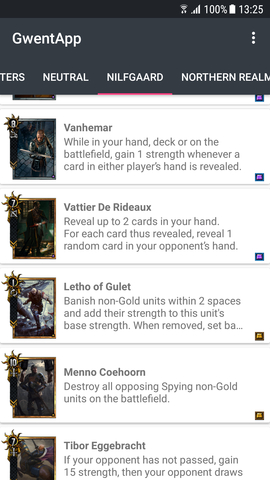 100% 13:25
GwentApp
TERS NEUTRAL NILFGAARD NORTHERN REALM
Vanhemar
While in your hand, deck or on the
battlefield, gain 1 strength whenever a
card in either player's hand is revealed.
Vattier De Rideaux
Reveal up to 2 cards in your hand.
For each card thus revealed, reveal 1
random card in your opponent's hand.
Letho of Gulet
Banish non-Gold units within 2 spaces
and add their strength to this unit's
base strength. When removed, set ba...
Menno Coehoorn
Destroy all opposing Spying non-Gold
units on the battlefield.
Tibor Eggebracht
If your opponent has not passed, gain
15 strength, then your opponent draws